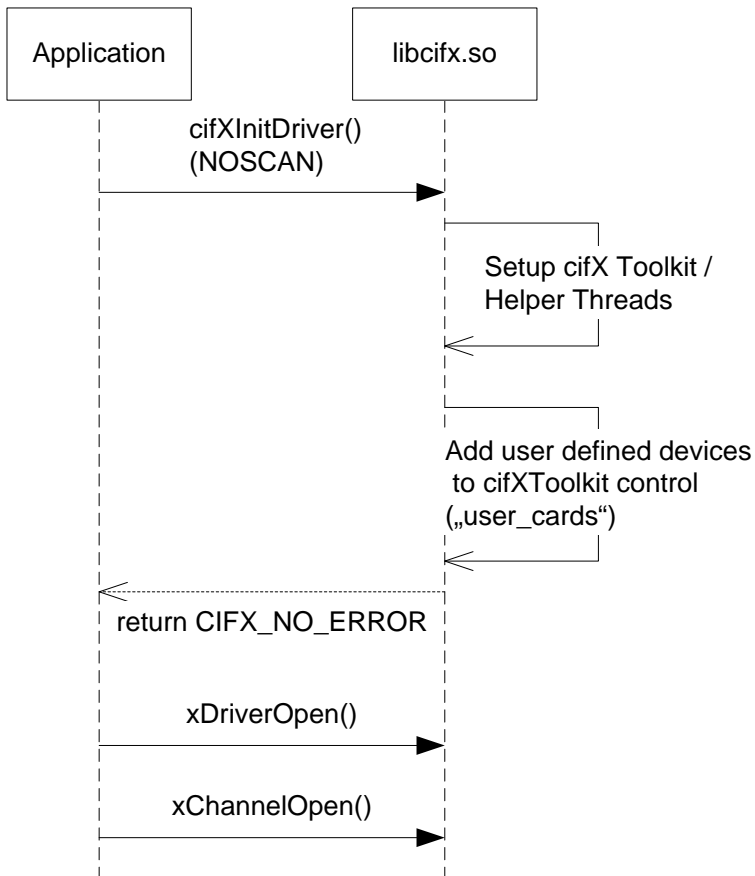 Application
libcifx.so
cifXInitDriver()
(NOSCAN)
Setup cifX Toolkit /
Helper Threads
Add user defined devices
to cifXToolkit control
(„user_cards“)
return CIFX_NO_ERROR
xDriverOpen()
xChannelOpen()